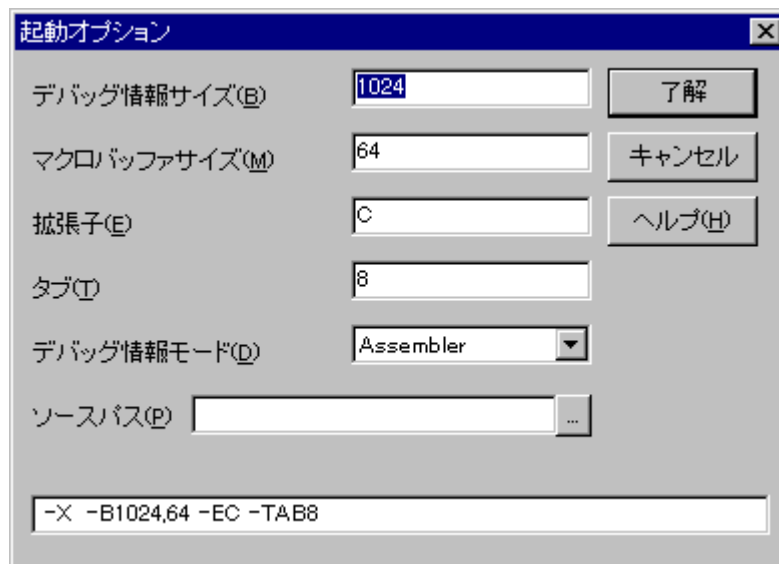 起動オプション
デバッグ情報サイズ(B) 1024 了解
マクロバッファサイズ(M) 64 キャンセル
拡張子(E) C ヘルプ(H)
タブ(T) 8
デバッグ情報モード(D) Assembler
ソースパス(P) ...
-X -B1024,64 -EC -TAB8